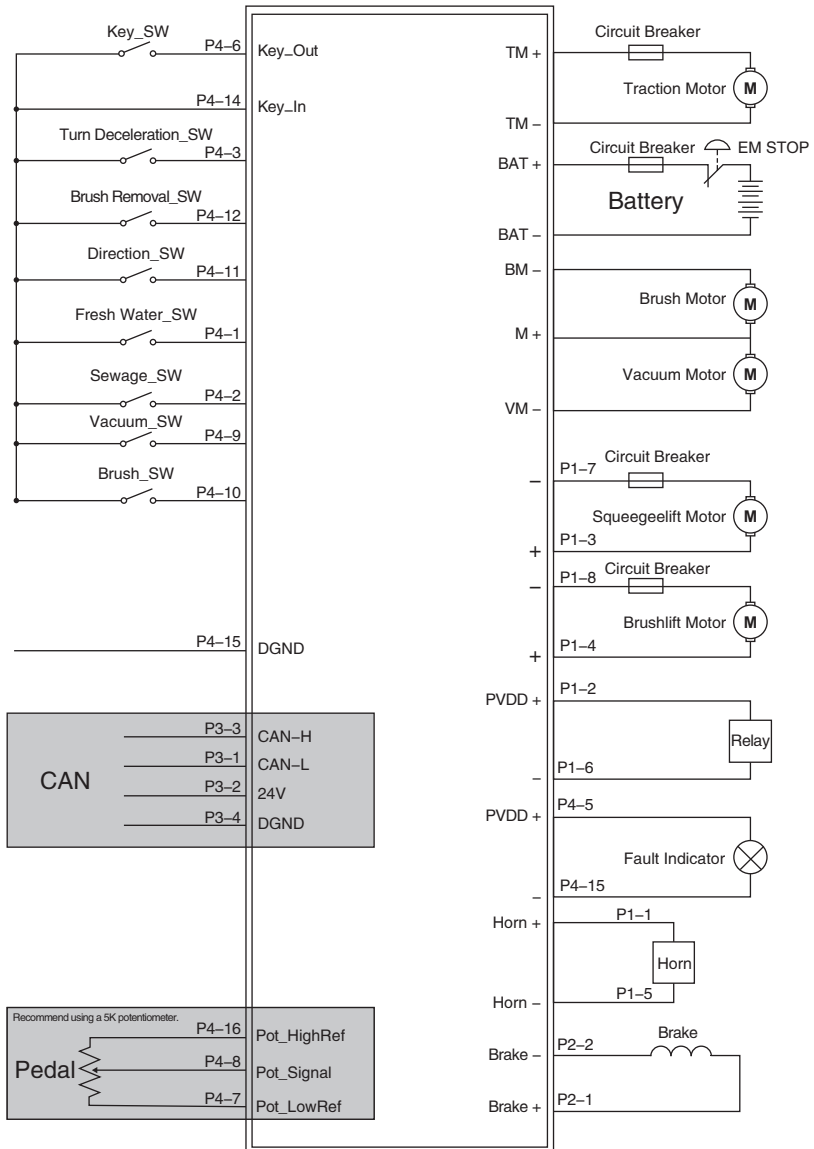 Key_SW
P4–6
Key_Out
P4–14
Key_In
Turn Deceleration_SW
P4–3
Brush Removal_SW
P4–12
Direction_SW
P4–11
Fresh Water_SW
P4–1
Sewage_SW
P4–2
Vacuum_SW
P4–9
Brush_SW
P4–10
P4–15
DGND
CAN
P3–3
CAN–H
P3–1
CAN–L
P3–2
24V
P3–4
DGND
Recommend using a 5K potentiometer.
Pedal
P4–16
Pot_HighRef
P4–8
Pot_Signal
P4–7
Pot_LowRef
TM +
Circuit Breaker
Traction Motor
M
TM –
BAT +
Circuit Breaker
EM STOP
Battery
BAT –
BM –
Brush Motor
M
M +
Vacuum Motor
M
VM –
–
P1–7
Circuit Breaker
Squeegeelift Motor
M
+
P1–3
–
P1–8
Circuit Breaker
Brushlift Motor
M
+
P1–4
PVDD +
P1–2
Relay
–
P1–6
PVDD +
P4–5
Fault Indicator
–
P4–15
Horn +
P1–1
Horn
Horn –
P1–5
Brake –
P2–2
Brake
Brake +
P2–1